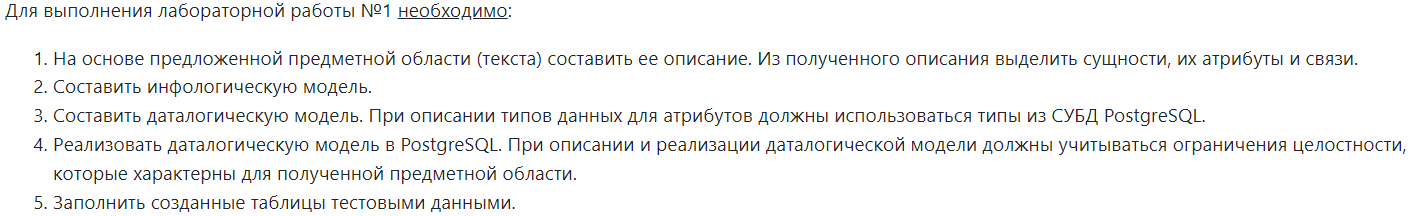 Для выполнения лабораторной работы №1 необходимо:
1. На основе предложенной предметной области (текста) составить ее описание. Из полученного описания выделить сущности, их атрибуты и связи.
2. Составить инфологическую модель.
3. Составить даталогическую модель. При описании типов данных для атрибутов должны использоваться типы из СУБД PostgreSQL.
4. Реализовать даталогическую модель в PostgreSQL. При описании и реализации даталогической модели должны учитываться ограничения целостности,
которые характерны для полученной предметной области.
5. Заполнить созданные таблицы тестовыми данными.